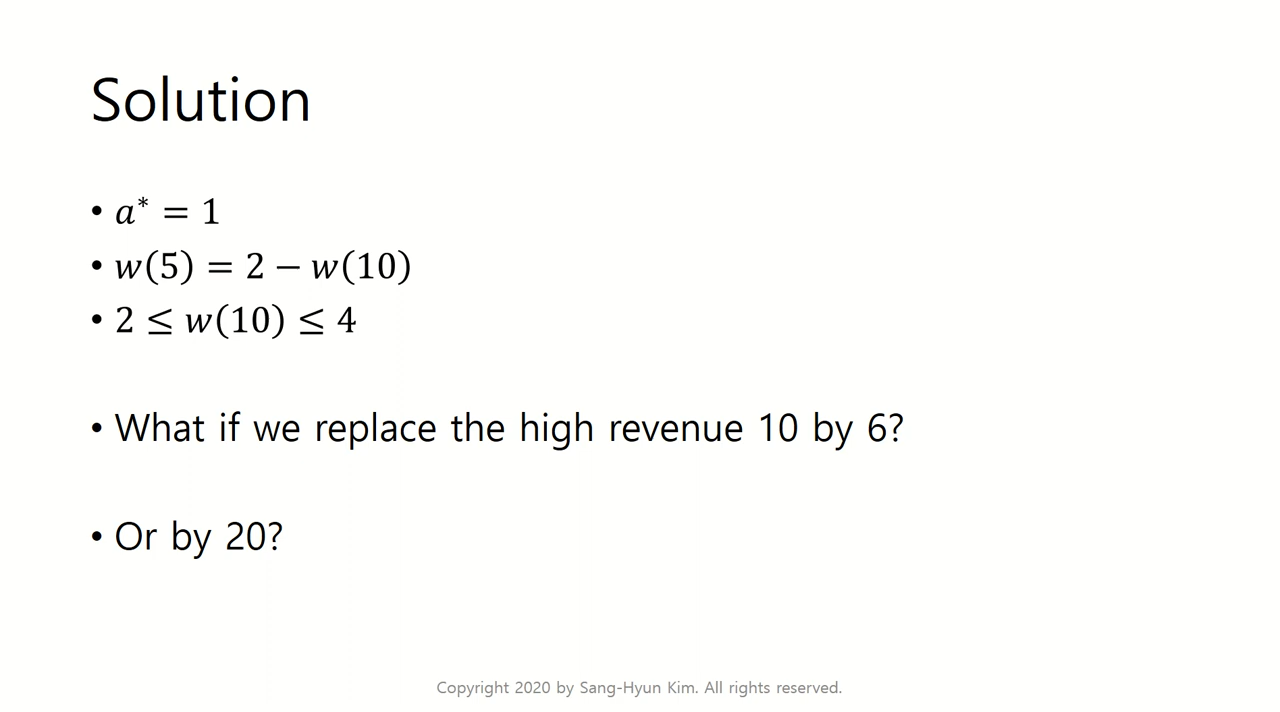 Solution
• a* = 1
• w(5) = 2 − w(10)
• 2 ≤ w(10) ≤ 4
• What if we replace the high revenue 10 by 6?
• Or by 20?
Copyright 2020 by Sang-Hyun Kim. All rights reserved.